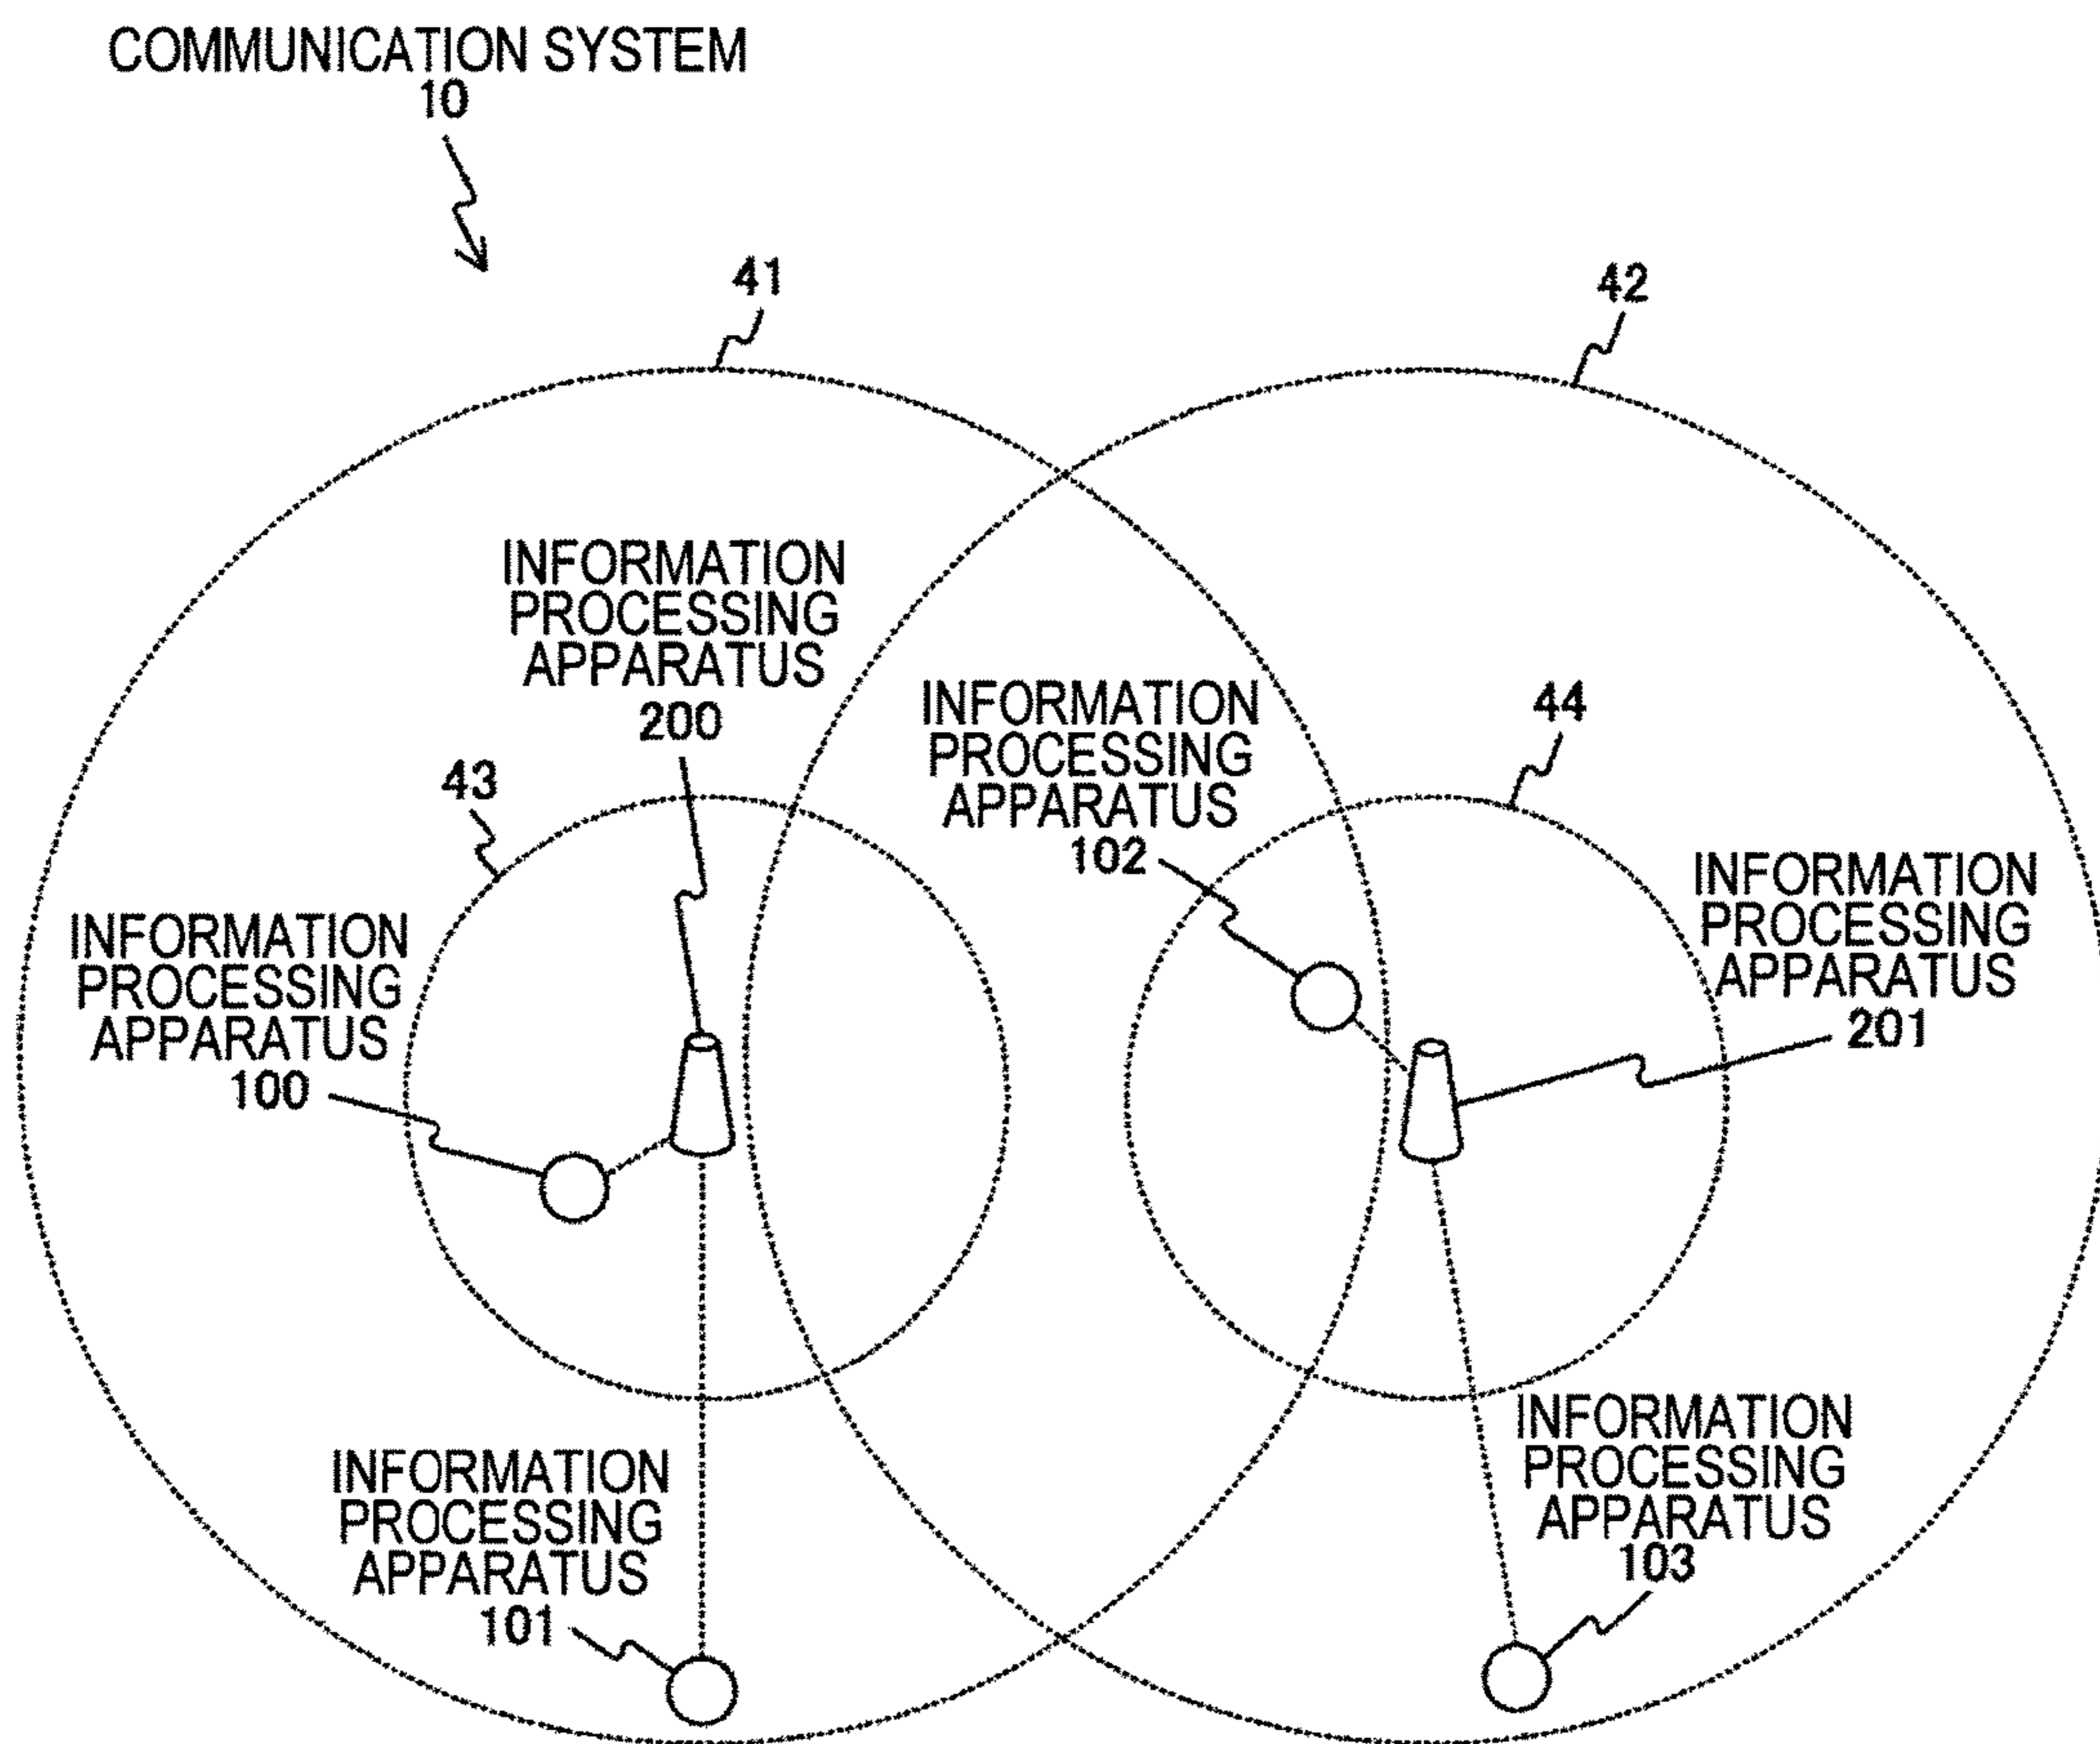 COMMUNICATION SYSTEM
10
41
42
INFORMATION
PROCESSING
APPARATUS
200
INFORMATION
PROCESSING
APPARATUS
102
44
43
INFORMATION
PROCESSING
APPARATUS
201
INFORMATION
PROCESSING
APPARATUS
100
INFORMATION
PROCESSING
APPARATUS
103
INFORMATION
PROCESSING
APPARATUS
101